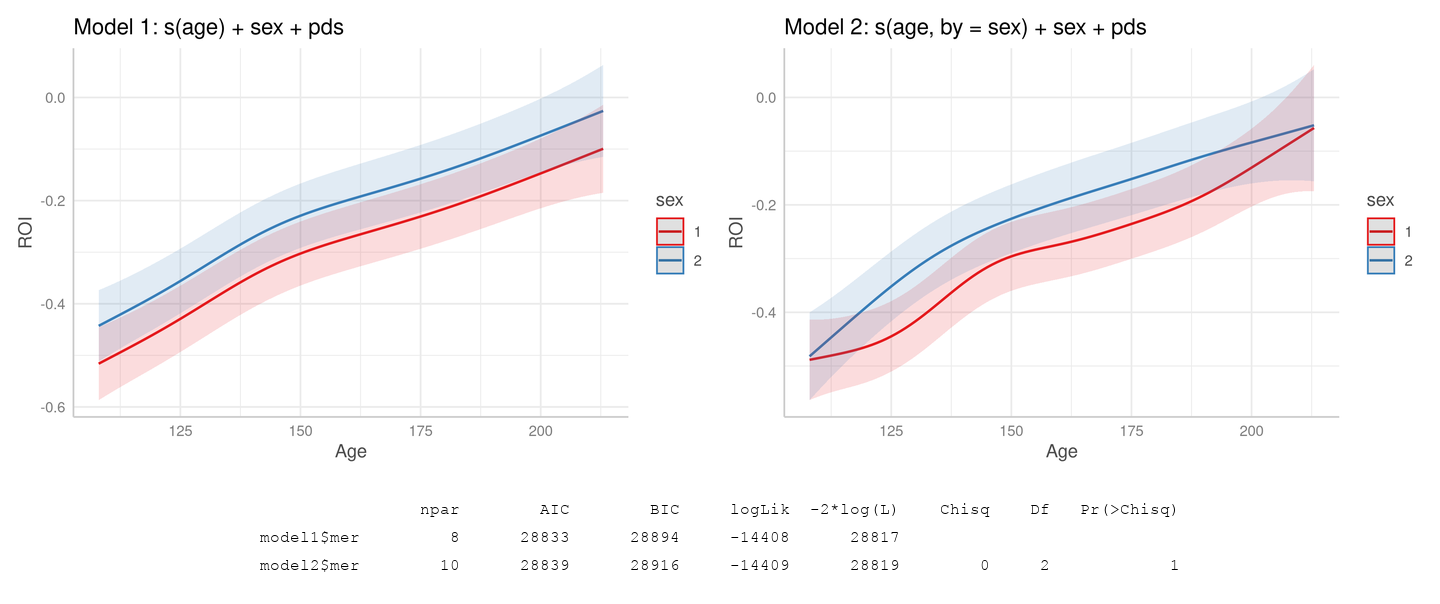 Model 1: s(age) + sex + pds
0.0
-0.2
-0.4
-0.6
ROI
125 150 175 200
Age
sex
1
2
Model 2: s(age, by = sex) + sex + pds
0.0
-0.2
-0.4
ROI
125 150 175 200
Age
sex
1
2
npar AIC BIC logLik -2*log(L) Chisq Df Pr(>Chisq)
model1$mer 8 28833 28894 -14408 28817
model2$mer 10 28839 28916 -14409 28819 0 2 1